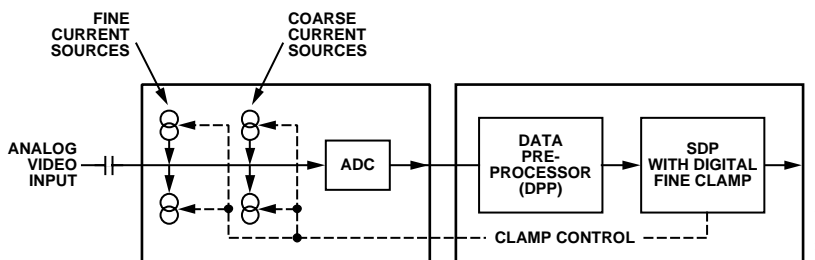 FINE
CURRENT
SOURCES
COARSE
CURRENT
SOURCES
ANALOG
VIDEO
INPUT
ADC
DATA
PRE-
PROCESSOR
(DPP)
SDP
WITH DIGITAL
FINE CLAMP
CLAMP CONTROL